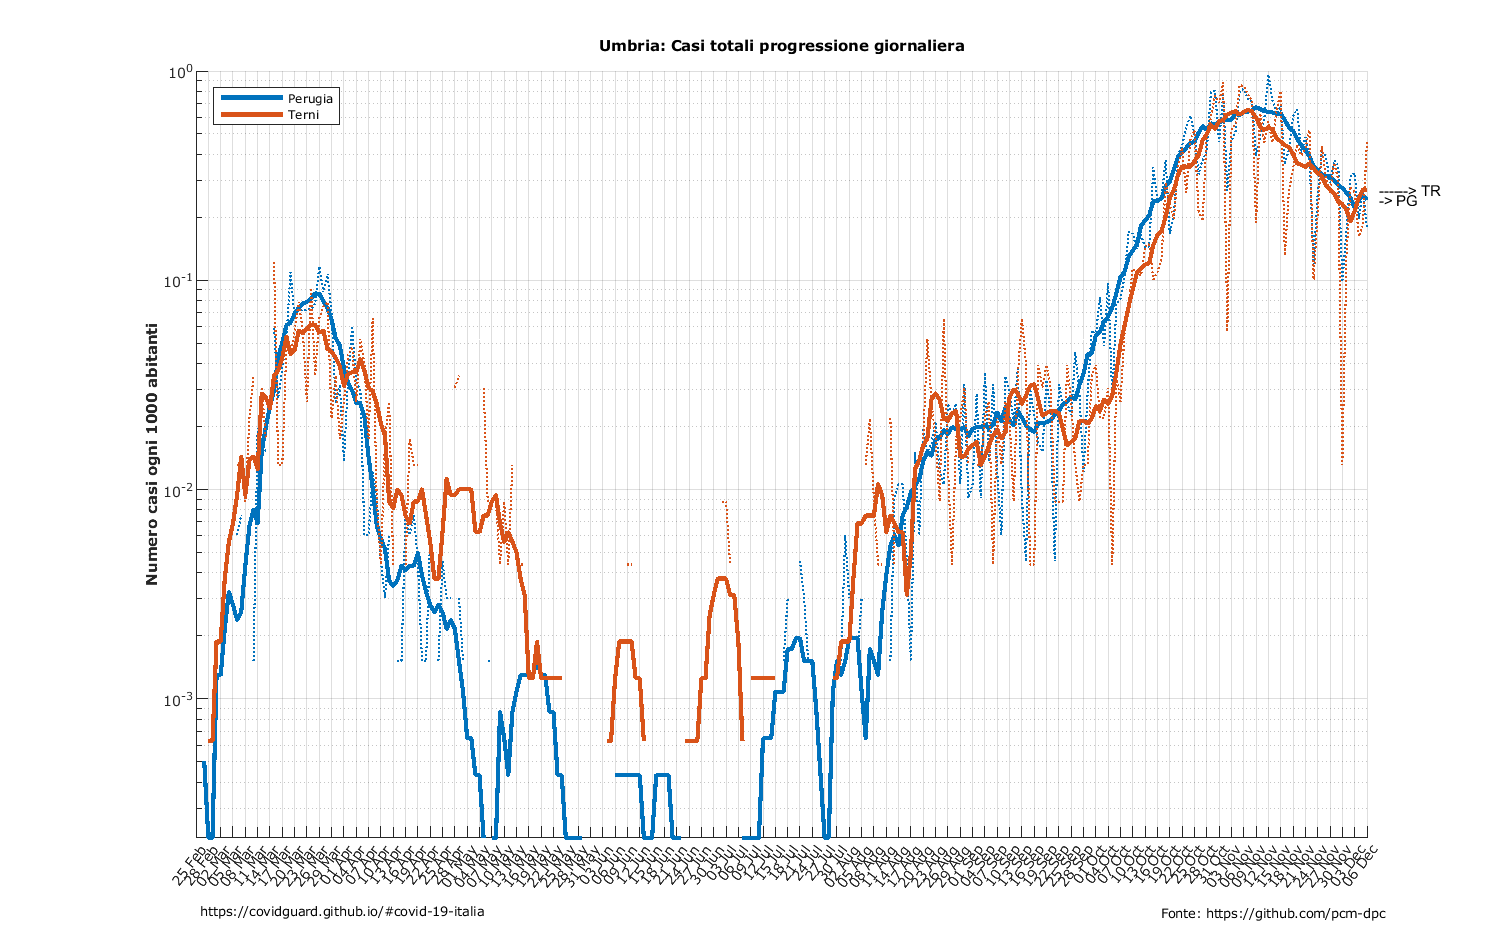 Umbria: Casi totali progressione giornaliera
10^0
10^-1
10^-2
10^-3
Numero casi ogni 1000 abitanti
Perugia
Terni
------> TR
-> PG
25 Feb
28 Feb
02 Mar
05 Mar
08 Mar
11 Mar
14 Mar
17 Mar
20 Mar
23 Mar
26 Mar
29 Mar
01 Apr
04 Apr
07 Apr
10 Apr
13 Apr
16 Apr
19 Apr
22 Apr
25 Apr
28 Apr
01 May
04 May
07 May
10 May
13 May
16 May
19 May
22 May
25 May
28 May
31 May
03 Jun
06 Jun
09 Jun
12 Jun
15 Jun
18 Jun
21 Jun
24 Jun
27 Jun
30 Jun
03 Jul
06 Jul
09 Jul
12 Jul
15 Jul
18 Jul
21 Jul
24 Jul
27 Jul
30 Jul
02 Aug
05 Aug
08 Aug
11 Aug
14 Aug
17 Aug
20 Aug
23 Aug
26 Aug
29 Aug
01 Sep
04 Sep
07 Sep
10 Sep
13 Sep
16 Sep
19 Sep
22 Sep
25 Sep
28 Sep
01 Oct
04 Oct
07 Oct
10 Oct
13 Oct
16 Oct
19 Oct
22 Oct
25 Oct
28 Oct
31 Oct
03 Nov
06 Nov
09 Nov
12 Nov
15 Nov
18 Nov
21 Nov
24 Nov
27 Nov
30 Nov
03 Dec
06 Dec
https://covidguard.github.io/#covid-19-italia
Fonte: https://github.com/pcm-dpc